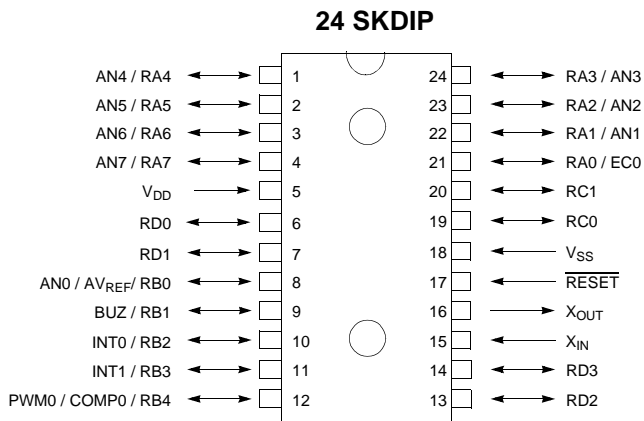 24 SKDIP
AN4 / RA4 1 24 RA3 / AN3
AN5 / RA5 2 23 RA2 / AN2
AN6 / RA6 3 22 RA1 / AN1
AN7 / RA7 4 21 RA0 / EC0
VDD 5 20 RC1
RD0 6 19 RC0
RD1 7 18 VSS
AN0 / AVREF/ RB0 8 17 RESET
BUZ / RB1 9 16 XOUT
INT0 / RB2 10 15 XIN
INT1 / RB3 11 14 RD3
PWM0 / COMP0 / RB4 12 13 RD2